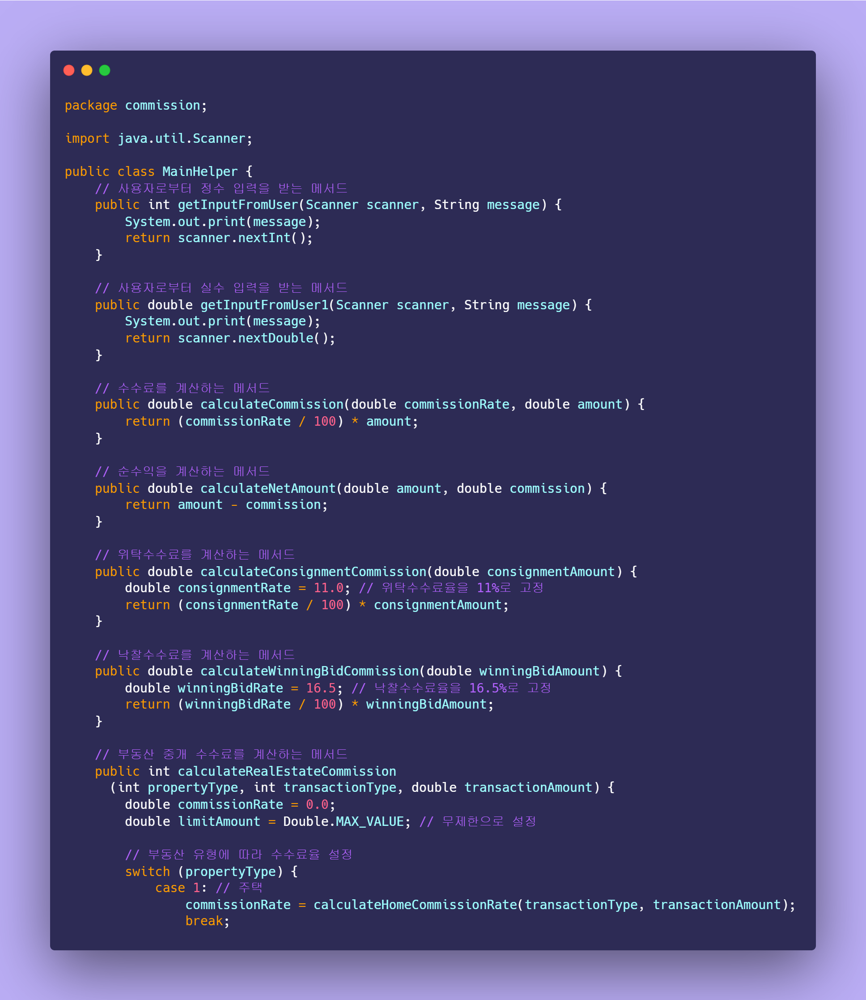 package commission;

import java.util.Scanner;

public class MainHelper {
    // 사용자로부터 정수 입력을 받는 메서드
    public int getInputFromUser(Scanner scanner, String message) {
        System.out.print(message);
        return scanner.nextInt();
    }

    // 사용자로부터 실수 입력을 받는 메서드
    public double getInputFromUser1(Scanner scanner, String message) {
        System.out.print(message);
        return scanner.nextDouble();
    }

    // 수수료를 계산하는 메서드
    public double calculateCommission(double commissionRate, double amount) {
        return (commissionRate / 100) * amount;
    }

    // 순수익을 계산하는 메서드
    public double calculateNetAmount(double amount, double commission) {
        return amount - commission;
    }

    // 위탁수수료를 계산하는 메서드
    public double calculateConsignmentCommission(double consignmentAmount) {
        double consignmentRate = 11.0; // 위탁수수료율을 11%로 고정
        return (consignmentRate / 100) * consignmentAmount;
    }

    // 낙찰수수료를 계산하는 메서드
    public double calculateWinningBidCommission(double winningBidAmount) {
        double winningBidRate = 16.5; // 낙찰수수료율을 16.5%로 고정
        return (winningBidRate / 100) * winningBidAmount;
    }

    // 부동산 중개 수수료를 계산하는 메서드
    public int calculateRealEstateCommission
      (int propertyType, int transactionType, double transactionAmount) {
        double commissionRate = 0.0;
        double limitAmount = Double.MAX_VALUE; // 무제한으로 설정

        // 부동산 유형에 따라 수수료율 설정
        switch (propertyType) {
            case 1: // 주택
                commissionRate = calculateHomeCommissionRate(transactionType, transactionAmount);
                break;